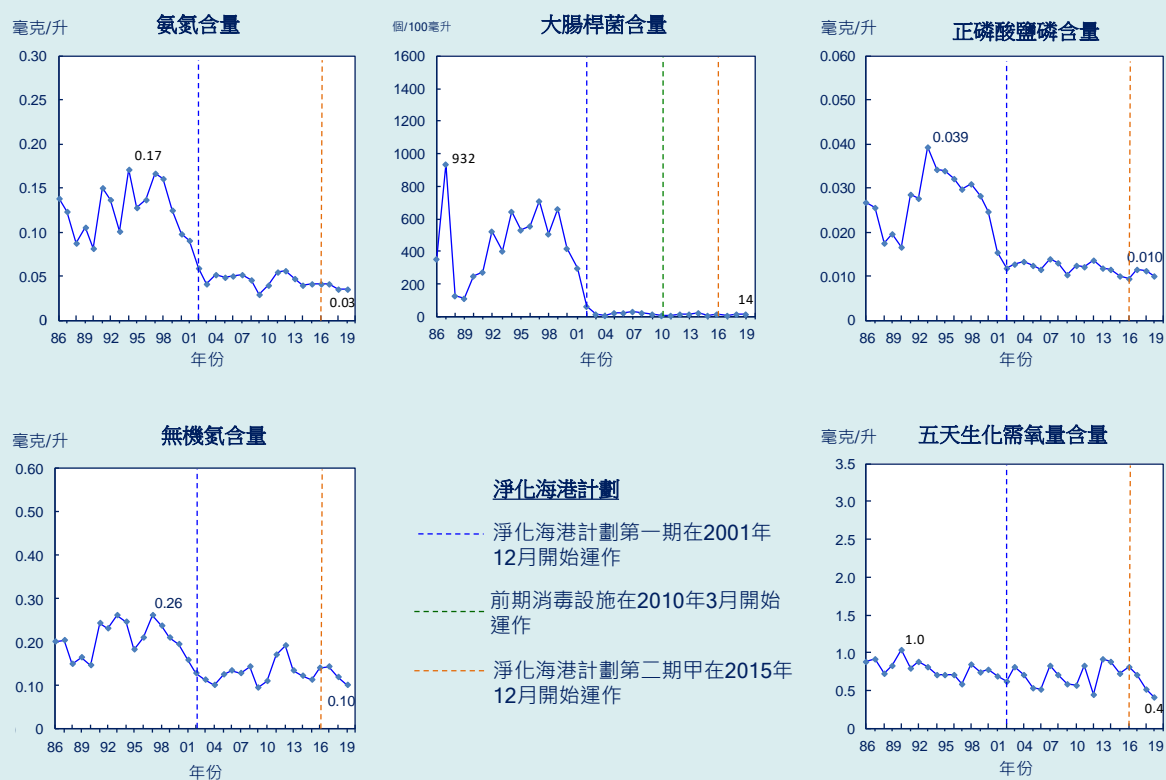 氨氮含量
毫克/升
0.30
0.25
0.20
0.15
0.10
0.05
0
0.17
0.03
86 89 92 95 98 01 04 07 10 13 16 19
年份
大腸桿菌含量
個/100毫升
1600
1400
1200
1000
800
600
400
200
0
932
14
86 89 92 95 98 01 04 07 10 13 16 19
年份
正磷酸鹽磷含量
毫克/升
0.060
0.050
0.040
0.030
0.020
0.010
0
0.039
0.010
86 89 92 95 98 01 04 07 10 13 16 19
年份
無機氮含量
毫克/升
0.60
0.50
0.40
0.30
0.20
0.10
0
0.26
0.10
86 89 92 95 98 01 04 07 10 13 16 19
年份
淨化海港計劃
淨化海港計劃第一期在2001年
12月開始運作
前期消毒設施在2010年3月開始
運作
淨化海港計劃第二期甲在2015年
12月開始運作
五天生化需氧量含量
毫克/升
3.5
3.0
2.5
2.0
1.5
1.0
0.5
0
1.0
0.4
86 89 92 95 98 01 04 07 10 13 16 19
年份